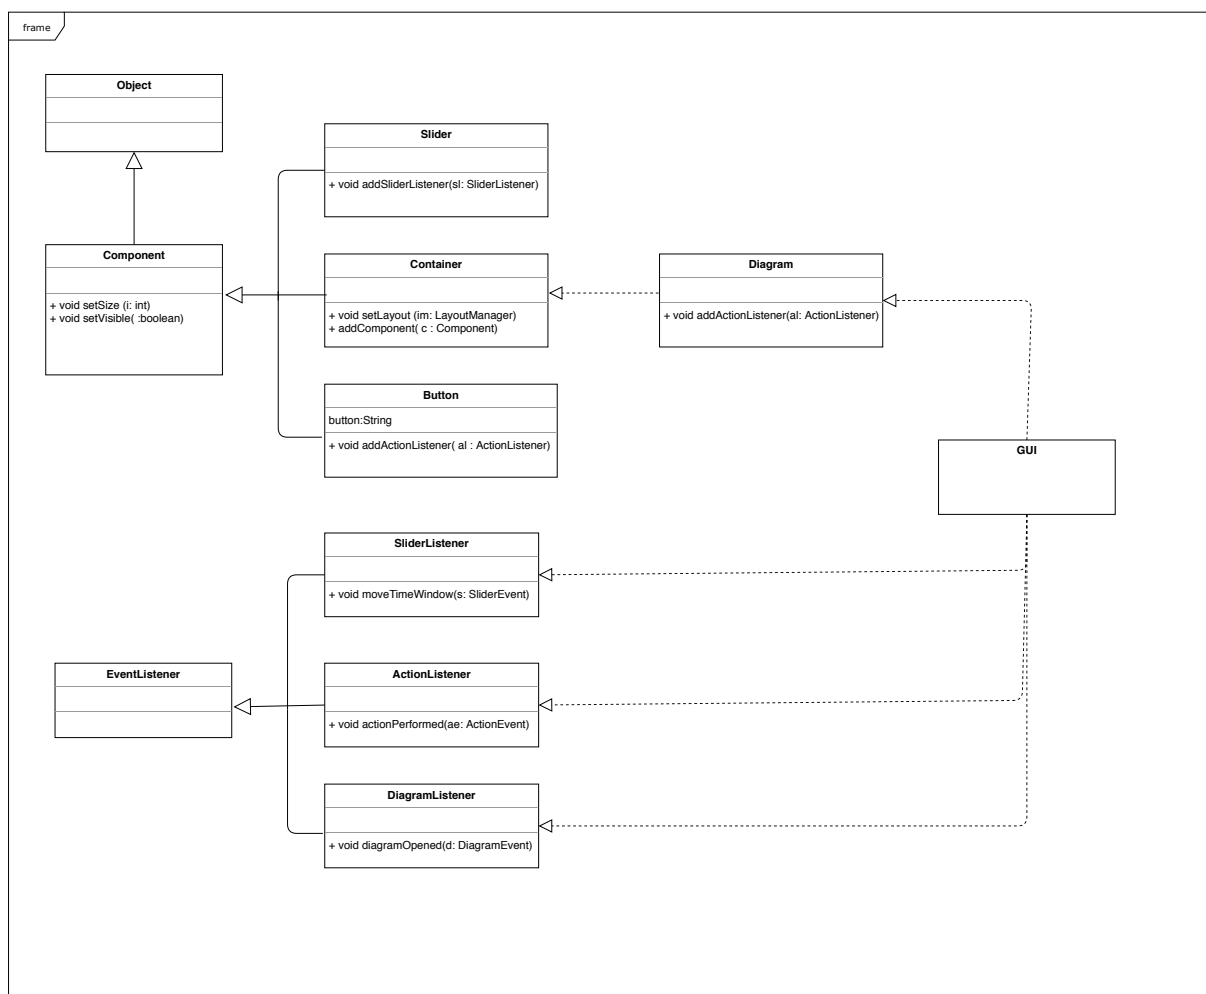 frame
Object
Slider
+ void addSliderListener(sl: SliderListener)
Component
+ void setSize (i: int)
+ void setVisible( :boolean)
Container
+ void setLayout (im: LayoutManager)
+ addComponent( c : Component)
Diagram
+ void addActionListener(al: ActionListener)
Button
button:String
+ void addActionListener( al : ActionListener)
GUI
SliderListener
+ void moveTimeWindow(s: SliderEvent)
EventListener
ActionListener
+ void actionPerformed(ae: ActionEvent)
DiagramListener
+ void diagramOpened(d: DiagramEvent)